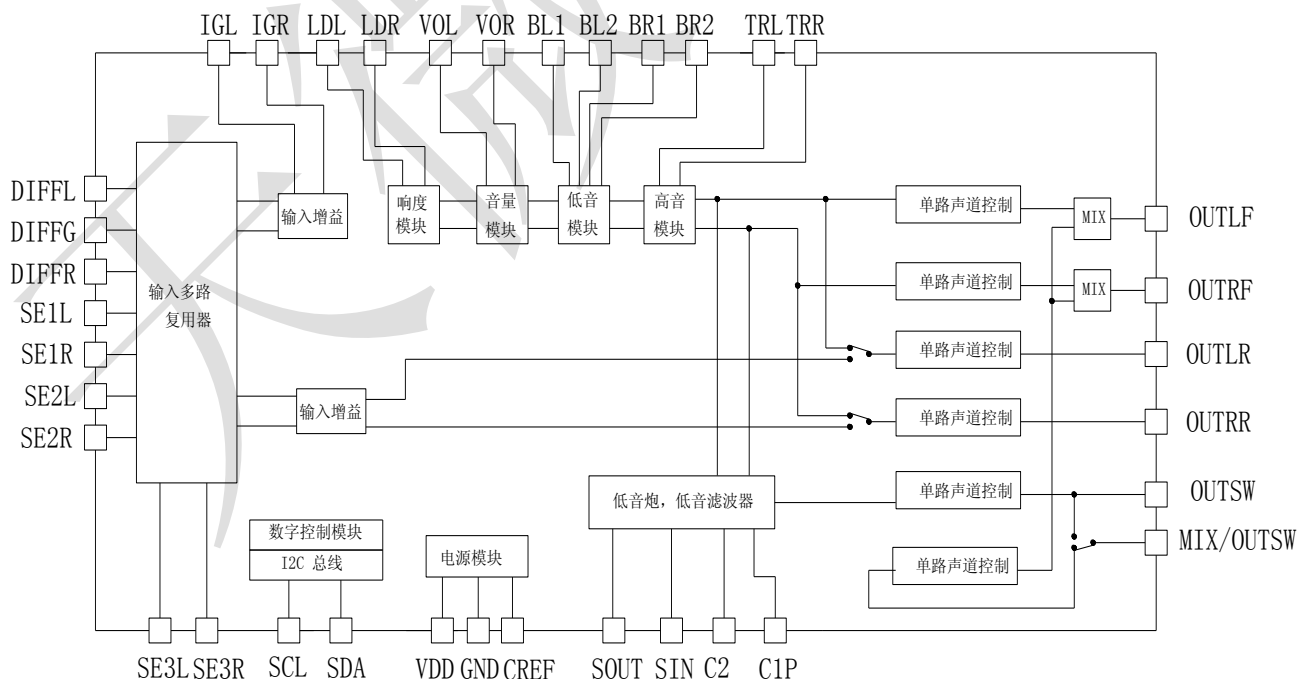 IGL IGR LDL LDR VOL VOR BL1 BL2 BR1 BR2 TRL TRR
DIFFL
DIFFG
DIFFR
SE1L
SE1R
SE2L
SE2R
输入多路
复用器
输入增益
响度
模块
音量
模块
低音
模块
高音
模块
单路声道控制
MIX
OUTLF
单路声道控制
MIX
OUTRF
单路声道控制
OUTLR
输入增益
单路声道控制
OUTRR
低音炮，低音滤波器
单路声道控制
OUTSW
MIX/OUTSW
单路声道控制
数字控制模块
I2C 总线
电源模块
SE3L SE3R SCL SDA VDD GND CREF SOUT SIN C2 C1P